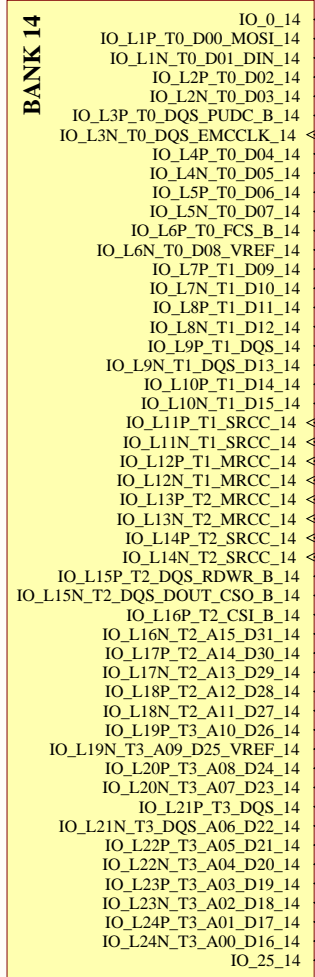 BANK 14
IO_0_14
IO_L1P_T0_D00_MOSI_14
IO_L1N_T0_D01_DIN_14
IO_L2P_T0_D02_14
IO_L2N_T0_D03_14
IO_L3P_T0_DQS_PUDC_B_14
IO_L3N_T0_DQS_EMCCLK_14
IO_L4P_T0_D04_14
IO_L4N_T0_D05_14
IO_L5P_T0_D06_14
IO_L5N_T0_D07_14
IO_L6P_T0_FCS_B_14
IO_L6N_T0_D08_VREF_14
IO_L7P_T1_D09_14
IO_L7N_T1_D10_14
IO_L8P_T1_D11_14
IO_L8N_T1_D12_14
IO_L9P_T1_DQS_14
IO_L9N_T1_DQS_D13_14
IO_L10P_T1_D14_14
IO_L10N_T1_D15_14
IO_L11P_T1_SRCC_14
IO_L11N_T1_SRCC_14
IO_L12P_T1_MRCC_14
IO_L12N_T1_MRCC_14
IO_L13P_T2_MRCC_14
IO_L13N_T2_MRCC_14
IO_L14P_T2_SRCC_14
IO_L14N_T2_SRCC_14
IO_L15P_T2_DQS_RDWR_B_14
IO_L15N_T2_DQS_DOUT_CSO_B_14
IO_L16P_T2_CSI_B_14
IO_L16N_T2_A15_D31_14
IO_L17P_T2_A14_D30_14
IO_L17N_T2_A13_D29_14
IO_L18P_T2_A12_D28_14
IO_L18N_T2_A11_D27_14
IO_L19P_T3_A10_D26_14
IO_L19N_T3_A09_D25_VREF_14
IO_L20P_T3_A08_D24_14
IO_L20N_T3_A07_D23_14
IO_L21P_T3_DQS_14
IO_L21N_T3_DQS_A06_D22_14
IO_L22P_T3_A05_D21_14
IO_L22N_T3_A04_D20_14
IO_L23P_T3_A03_D19_14
IO_L23N_T3_A02_D18_14
IO_L24P_T3_A01_D17_14
IO_L24N_T3_A00_D16_14
IO_25_14